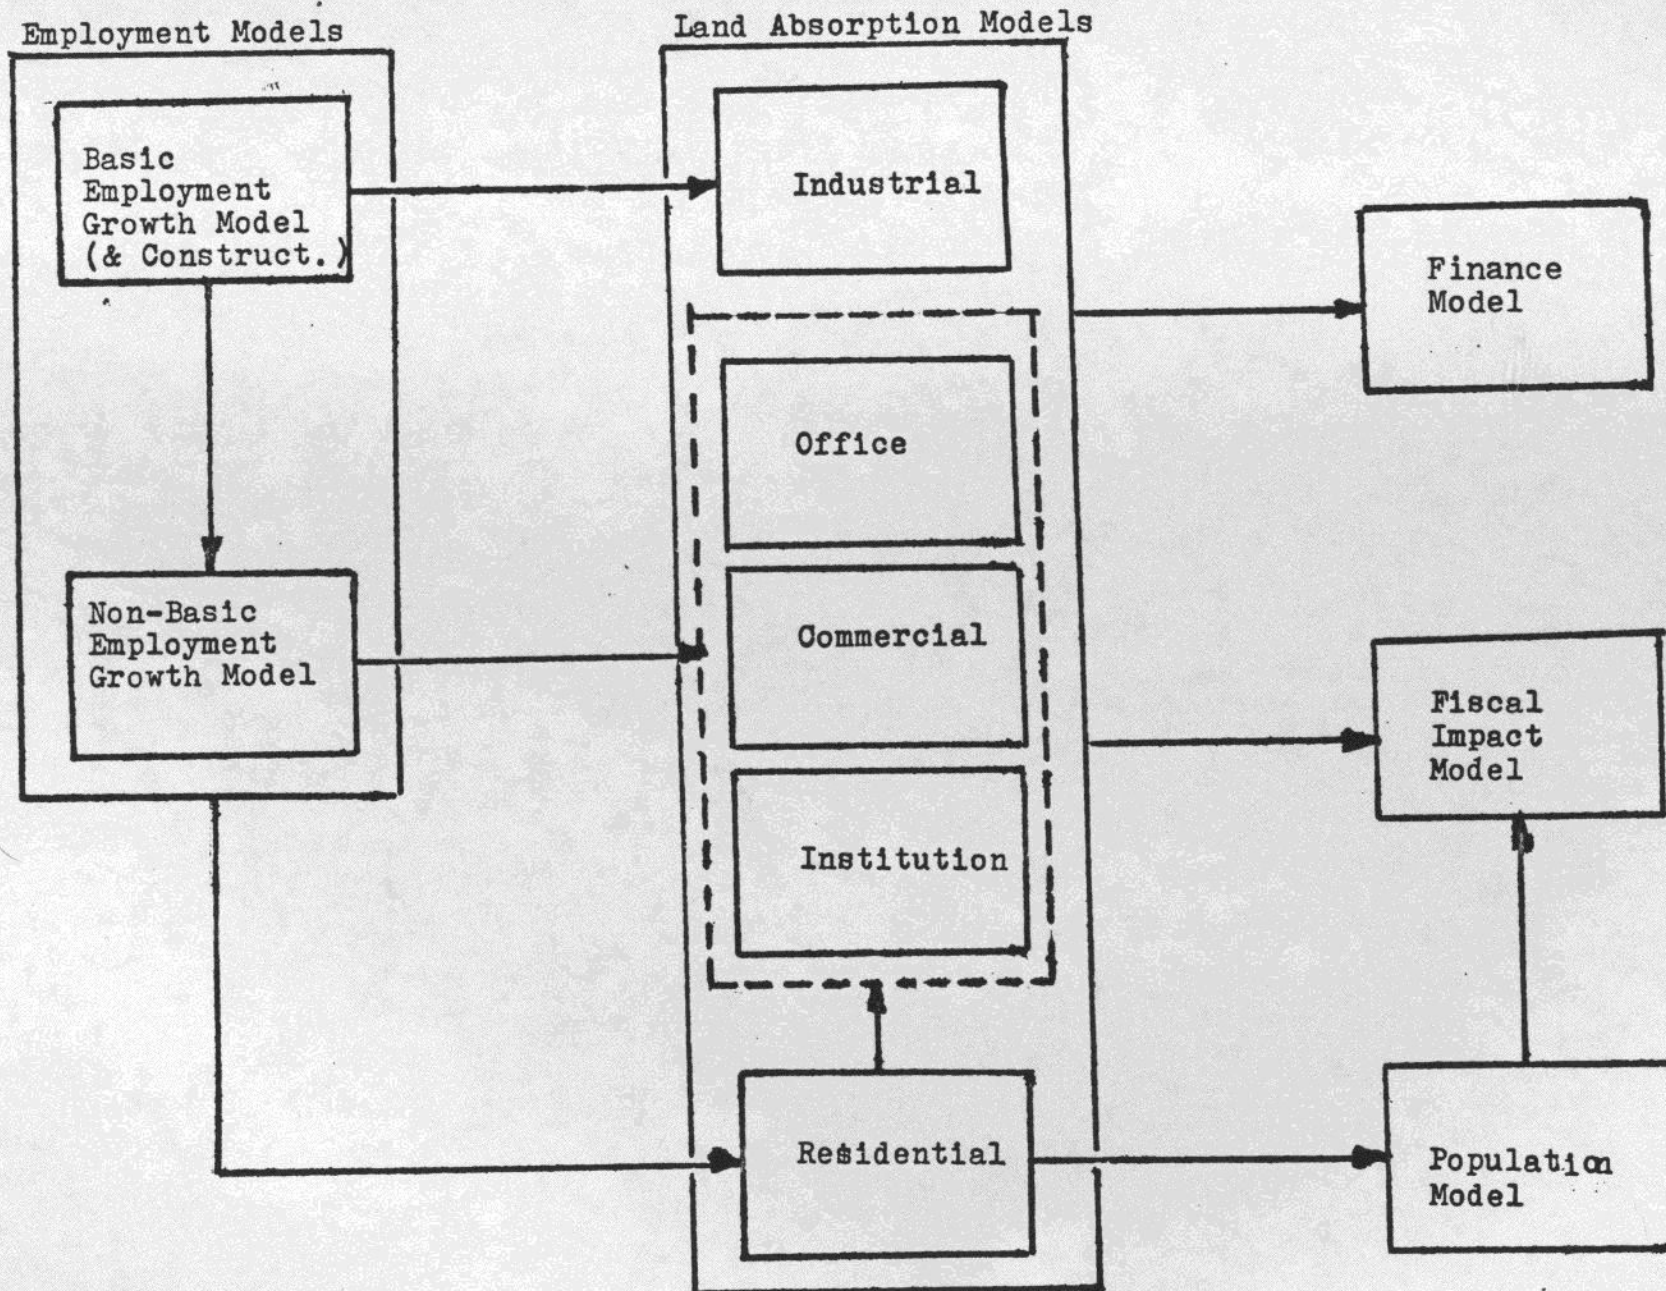 Employment Models
Land Absorption Models
Basic
Employment
Growth Model
(& Construct.)
Industrial
Finance
Model
Office
Non-Basic
Employment
Growth Model
Commercial
Fiscal
Impact
Model
Institution
Residential
Population
Model